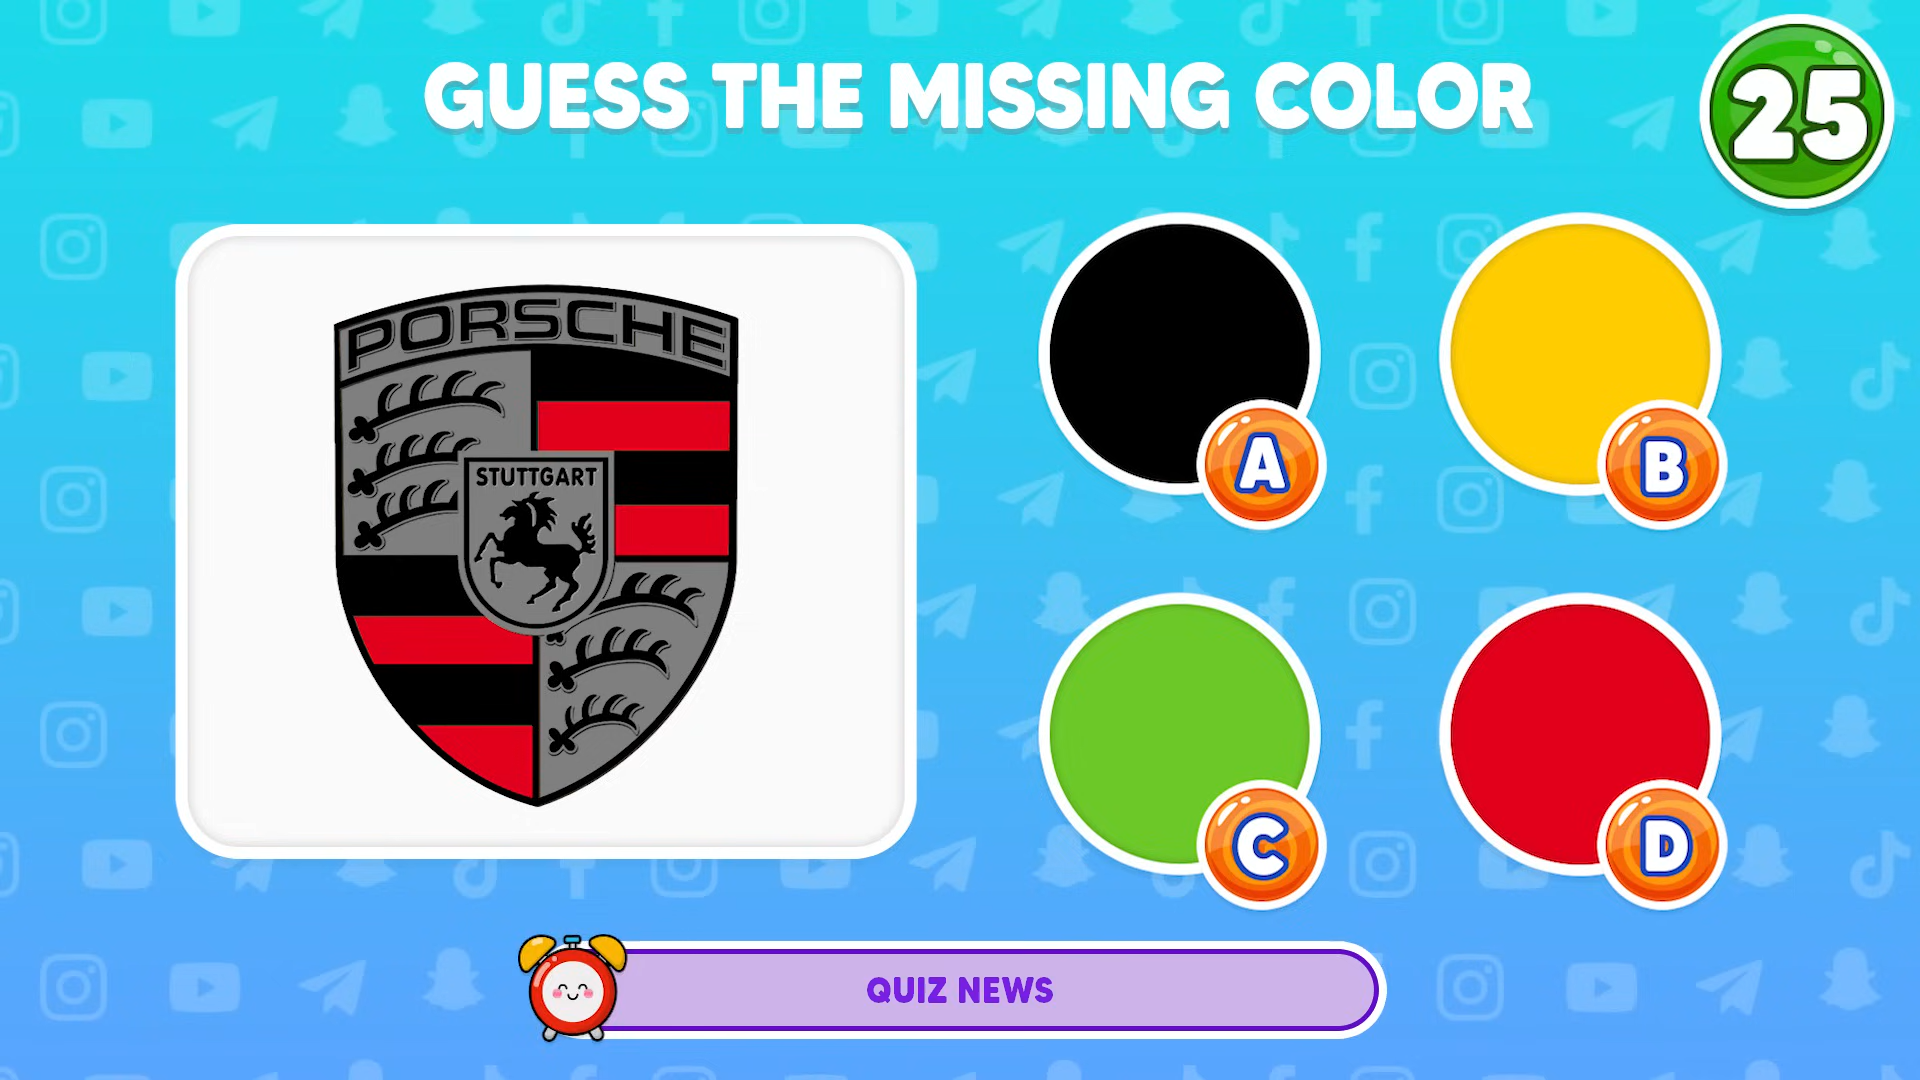 GUESS THE MISSING COLOR
25
PORSCHE
STUTTGART
A
B
C
D
QUIZ NEWS